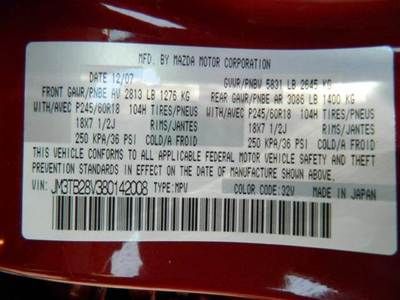 MFD. BY MAZDA MOTOR CORPORATION
DATE 12/07 GVWR/PNBV 5831 LB 2645 KG
FRONT GAWR/PNBE AV 2813 LB 1276 KG REAR GAWR/PNBE AR 3086 LB 1400 KG
WITH/AVEC P245/60R18 104H TIRES/PNEUS WITH/AVEC P245/60R18 104H TIRES/PNEUS
18X7 1/2J RIMS/JANTES 18X7 1/2J RIMS/JANTES
250 KPA/36 PSI COLD/A FROID 250 KPA/36 PSI COLD/A FROID
THIS VEHICLE CONFORMS TO ALL APPLICABLE FEDERAL MOTOR VEHICLE SAFETY AND THEFT
PREVENTION STANDARDS IN EFFECT ON THE DATE OF MANUFACTURE SHOWN ABOVE.
VIN: JM3TB28V380142008 TYPE: MPV COLOR CODE: 32V MADE IN JAPAN